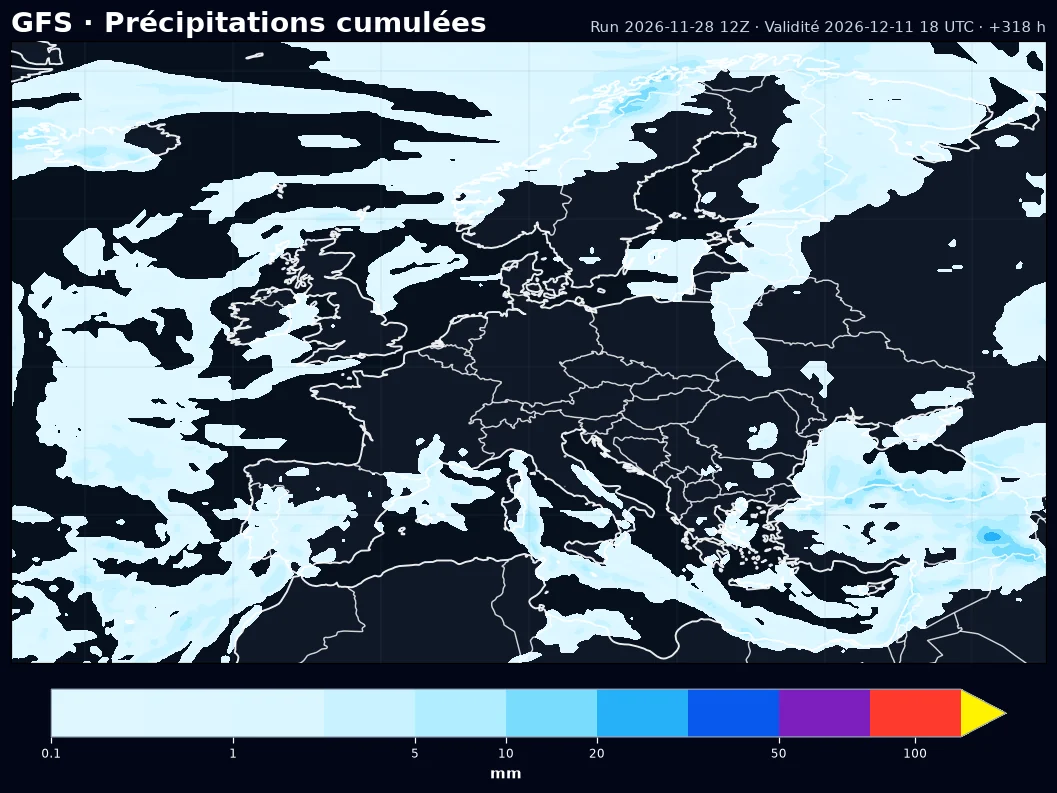 GFS · Précipitations cumulées
Run 2026-11-28 12Z · Validité 2026-12-11 18 UTC · +318 h
0.1 1 5 10 20 50 100
mm